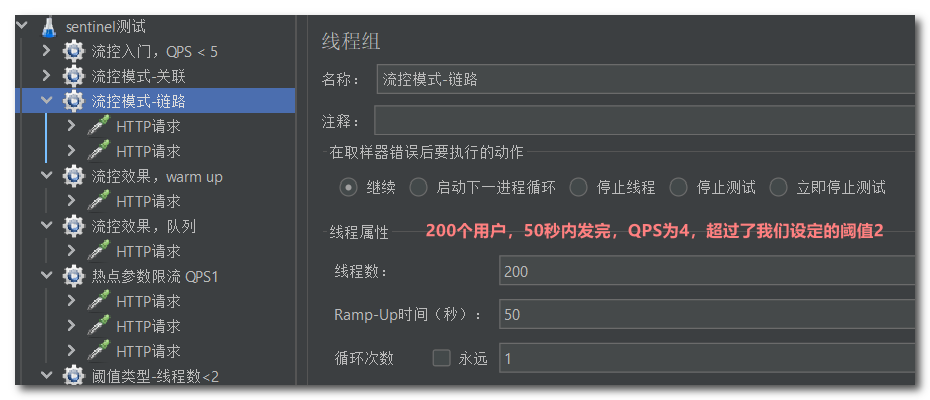 sentinel测试
流控入门，QPS < 5
流控模式-关联
流控模式-链路
HTTP请求
HTTP请求
流控效果，warm up
HTTP请求
流控效果，队列
HTTP请求
热点参数限流 QPS1
HTTP请求
HTTP请求
HTTP请求
阈值类型-线程数<2
线程组
名称： 流控模式-链路
注释：
在取样器错误后要执行的动作
继续 启动下一进程循环 停止线程 停止测试 立即停止测试
线程属性 200个用户，50秒内发完，QPS为4，超过了我们设定的阈值2
线程数： 200
Ramp-Up时间（秒）： 50
循环次数 永远 1